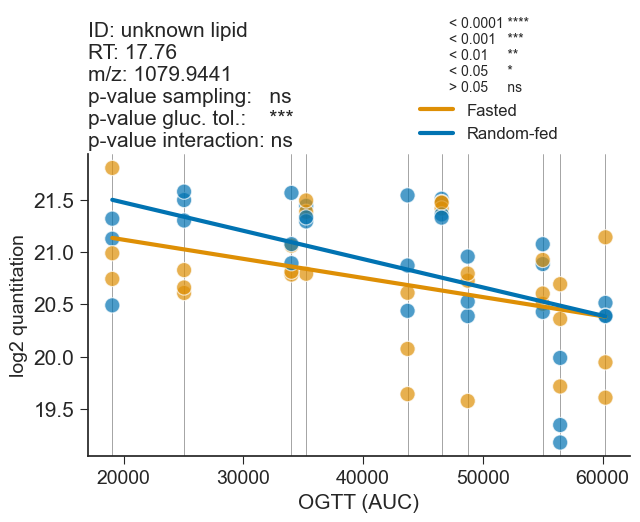 ID: unknown lipid
RT: 17.76
m/z: 1079.9441
p-value sampling: ns
p-value gluc. tol.: ***
p-value interaction: ns
< 0.0001 ****
< 0.001 ***
< 0.01 **
< 0.05 *
> 0.05 ns
Fasted
Random-fed
21.5
21.0
20.5
20.0
19.5
log2 quantitation
20000 30000 40000 50000 60000
OGTT (AUC)